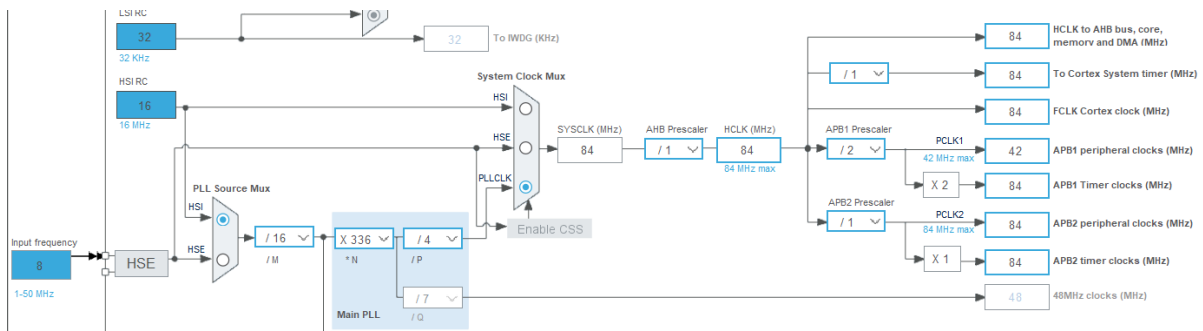 LSI RC
32
32 KHz
32
To IWDG (KHz)
HSI RC
16
16 MHz
System Clock Mux
HSI
HSE
PLLCLK
Enable CSS
SYSCLK (MHz)
84
AHB Prescaler
/ 1
HCLK (MHz)
84
84 MHz max
84
HCLK to AHB bus, core,
memory and DMA (MHz)
/ 1
84
To Cortex System timer (MHz)
84
FCLK Cortex clock (MHz)
APB1 Prescaler
/ 2
PCLK1
42 MHz max
42
APB1 peripheral clocks (MHz)
X 2
84
APB1 Timer clocks (MHz)
APB2 Prescaler
/ 1
PCLK2
84 MHz max
84
APB2 peripheral clocks (MHz)
X 1
84
APB2 timer clocks (MHz)
48
48MHz clocks (MHz)
PLL Source Mux
HSI
HSE
Input frequency
8
1-50 MHz
HSE
/ 16
/ M
X 336
* N
/ 4
/ P
/ 7
/ Q
Main PLL